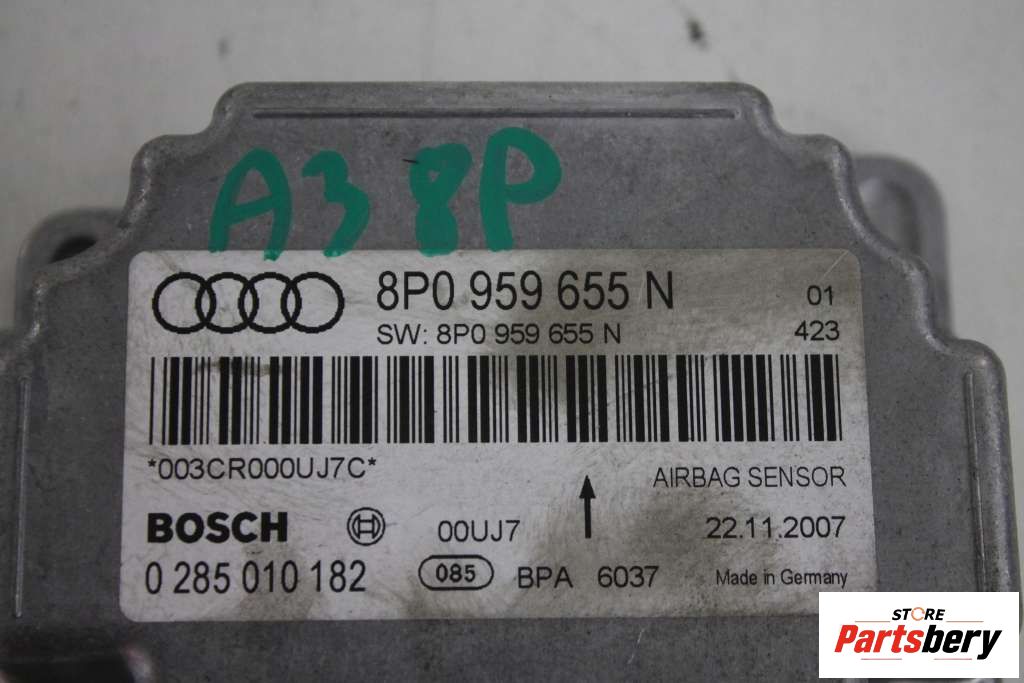 A3 8P
8P0 959 655 N 01
SW: 8P0 959 655 N 423
*003CR000UJ7C*
AIRBAG SENSOR
BOSCH 00UJ7 22.11.2007
0 285 010 182 085 BPA 6037 Made in Germany
STORE
Partsbery